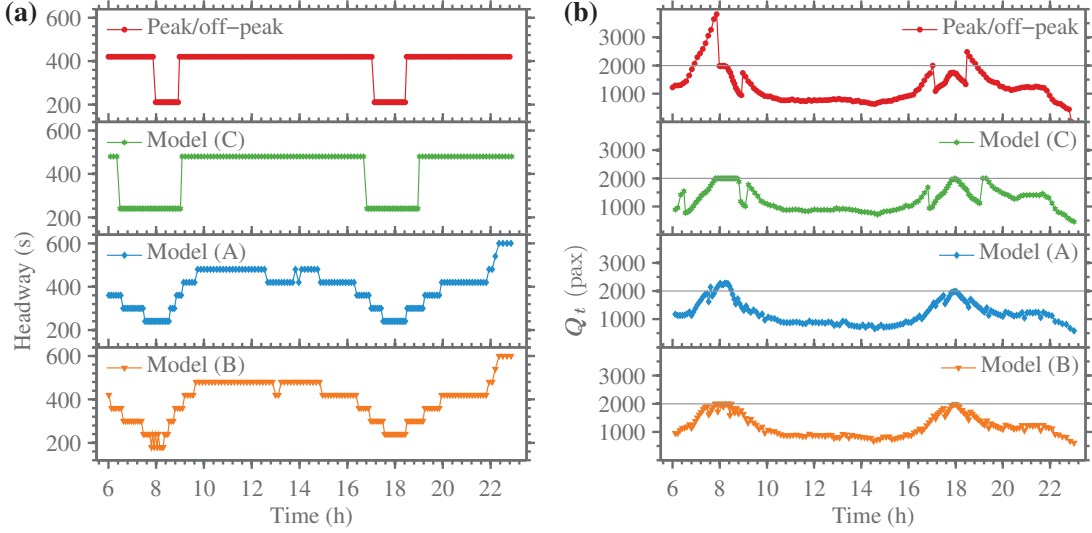 (a)
600
400
200
Peak/off−peak
600
400
200
Model (C)
600
400
200
Model (A)
600
400
200
Model (B)
Headway (s)
6 8 10 12 14 16 18 20 22
Time (h)
(b)
3000
2000
1000
Peak/off−peak
3000
2000
1000
Model (C)
3000
2000
1000
Model (A)
3000
2000
1000
Model (B)
Q t (pax)
6 8 10 12 14 16 18 20 22
Time (h)